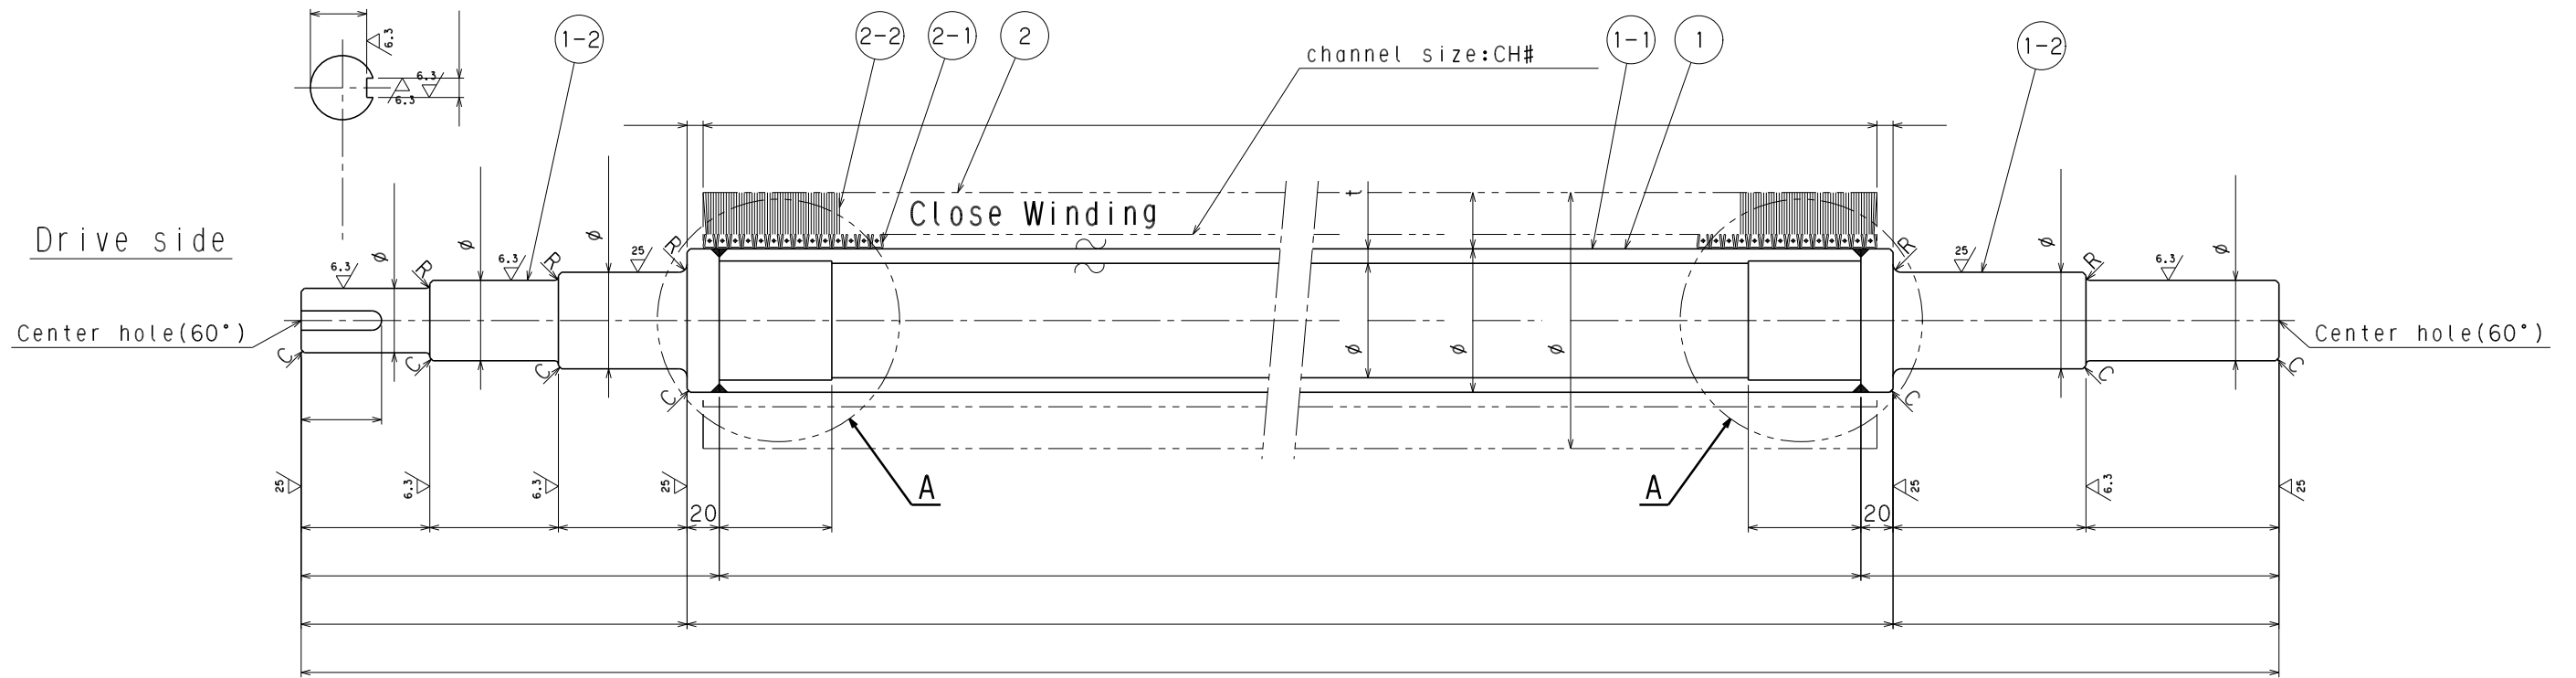 6.3
6.3
6.3
1-2
2-2
2-1
2
channel size:CH#
1-1
1
1-2
t
Close Winding
Drive side
6.3
φ
R
φ
6.3
R
φ
25
R
R
25
φ
R
6.3
φ
Center hole(60°)
Center hole(60°)
φ
φ
φ
C
C
C
C
C
C
C
A
A
25
6.3
6.3
25
25
6.3
25
20
20